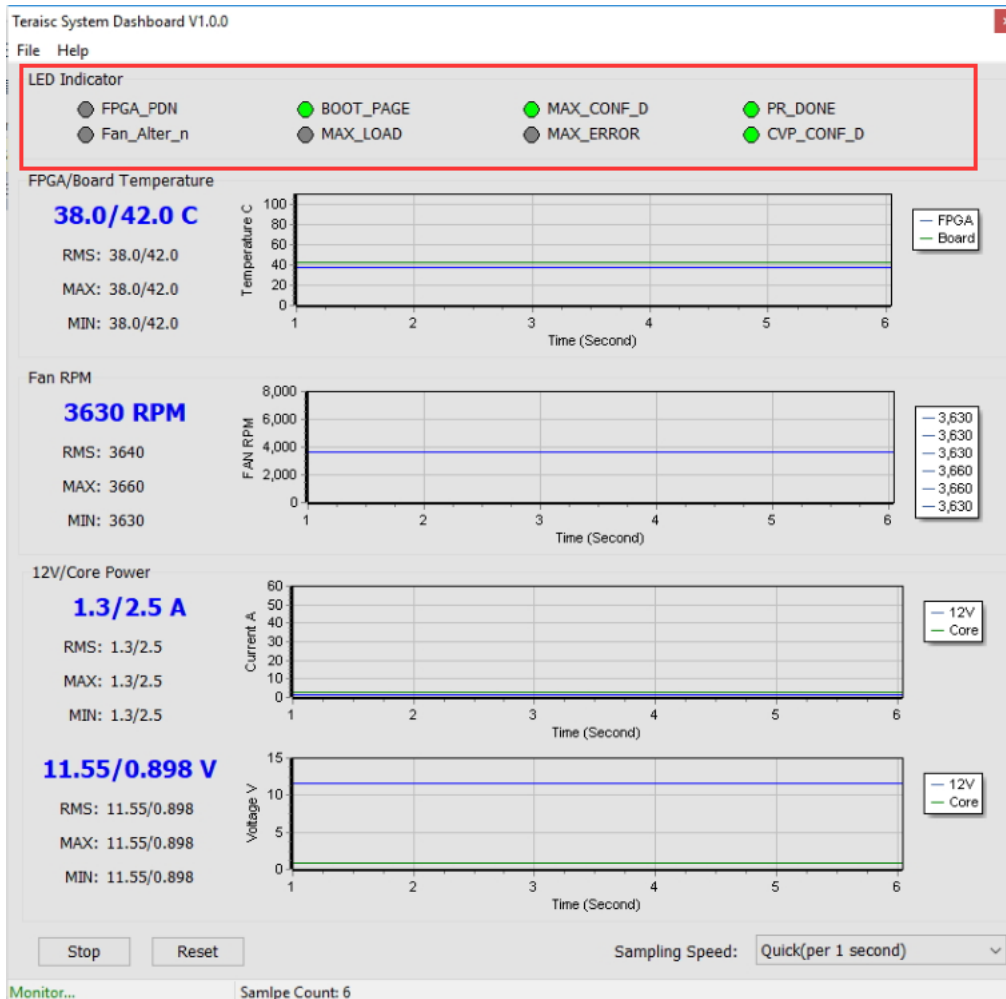 Teraisc System Dashboard V1.0.0
File Help
LED Indicator
FPGA_PDN BOOT_PAGE MAX_CONF_D PR_DONE
Fan_Alter_n MAX_LOAD MAX_ERROR CVP_CONF_D
FPGA/Board Temperature
38.0/42.0 C
RMS: 38.0/42.0
MAX: 38.0/42.0
MIN: 38.0/42.0
Temperature C
100
80
60
40
20
0
1 2 3 4 5 6
Time (Second)
FPGA
Board
Fan RPM
3630 RPM
RMS: 3640
MAX: 3660
MIN: 3630
FAN RPM
8,000
6,000
4,000
2,000
0
1 2 3 4 5 6
Time (Second)
3,630
3,630
3,630
3,660
3,660
3,630
12V/Core Power
1.3/2.5 A
RMS: 1.3/2.5
MAX: 1.3/2.5
MIN: 1.3/2.5
Current A
60
50
40
30
20
10
0
1 2 3 4 5 6
Time (Second)
12V
Core
11.55/0.898 V
RMS: 11.55/0.898
MAX: 11.55/0.898
MIN: 11.55/0.898
Voltage V
15
10
5
0
1 2 3 4 5 6
Time (Second)
12V
Core
Stop Reset Sampling Speed: Quick(per 1 second)
Monitor... Samlpe Count: 6